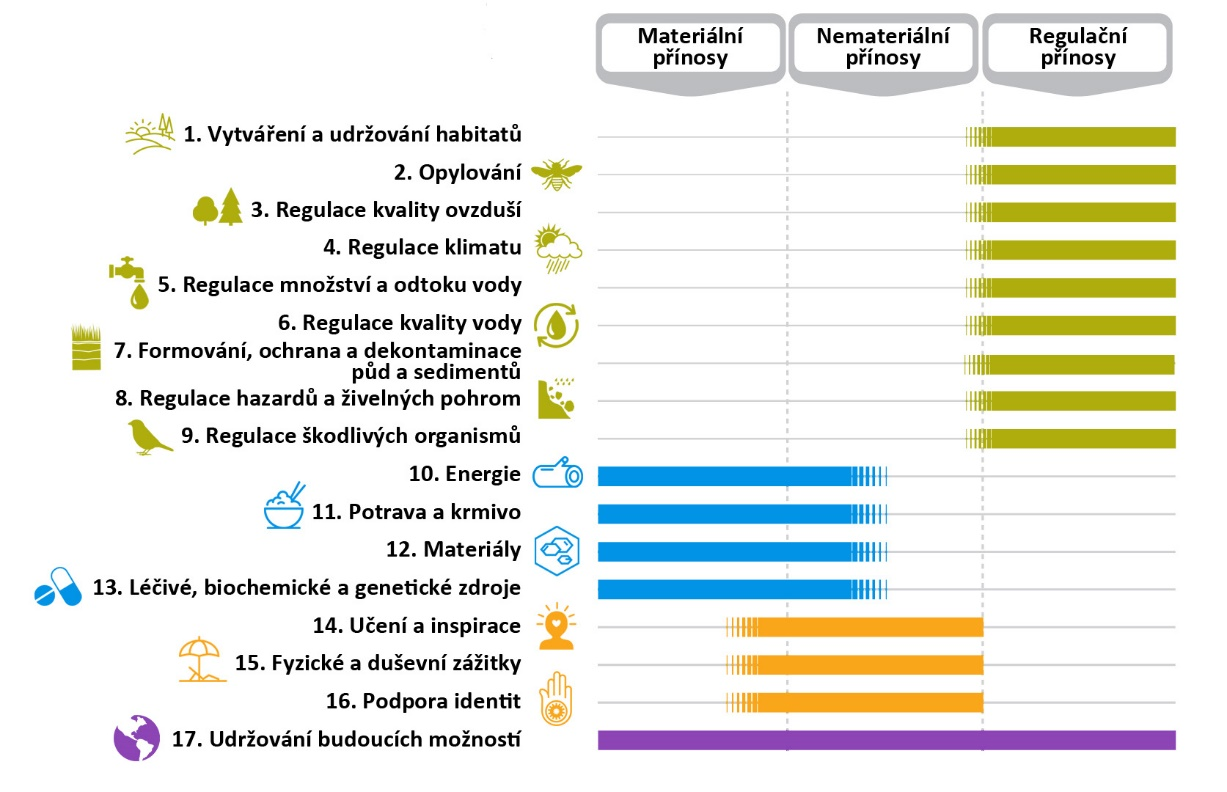 Materiální
přínosy
Nemateriální
přínosy
Regulační
přínosy
1. Vytváření a udržování habitatů
2. Opylování
3. Regulace kvality ovzduší
4. Regulace klimatu
5. Regulace množství a odtoku vody
6. Regulace kvality vody
7. Formování, ochrana a dekontaminace
půd a sedimentů
8. Regulace hazardů a živelných pohrom
9. Regulace škodlivých organismů
10. Energie
11. Potrava a krmivo
12. Materiály
13. Léčivé, biochemické a genetické zdroje
14. Učení a inspirace
15. Fyzické a duševní zážitky
16. Podpora identit
17. Udržování budoucích možností